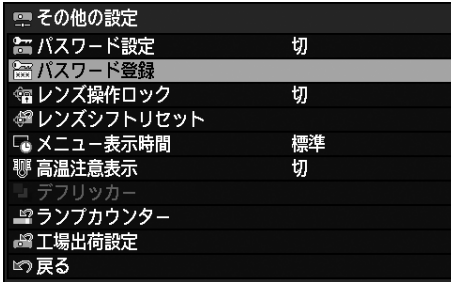 その他の設定
パスワード設定 切
パスワード登録
レンズ操作ロック 切
レンズシフトリセット
メニュー表示時間 標準
高温注意表示 切
デフリッカー
ランプカウンター
工場出荷設定
戻る